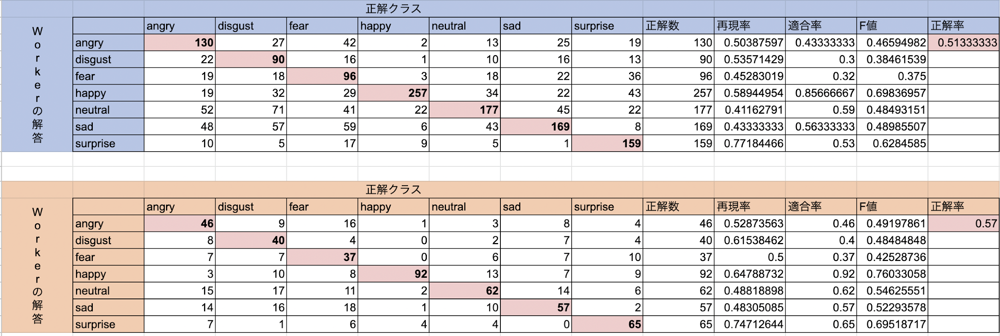 正解クラス
Workerの解答
angry disgust fear happy neutral sad surprise 正解数 再現率 適合率 F値 正解率
angry 130 27 42 2 13 25 19 130 0.50387597 0.43333333 0.46594982 0.51333333
disgust 22 90 16 1 10 16 13 90 0.53571429 0.3 0.38461539
fear 19 18 96 3 18 22 36 96 0.45283019 0.32 0.375
happy 19 32 29 257 34 22 43 257 0.58944954 0.85666667 0.69836957
neutral 52 71 41 22 177 45 22 177 0.41162791 0.59 0.48493151
sad 48 57 59 6 43 169 8 169 0.43333333 0.56333333 0.48985507
surprise 10 5 17 9 5 1 159 159 0.77184466 0.53 0.6284585
正解クラス
Workerの解答
angry disgust fear happy neutral sad surprise 正解数 再現率 適合率 F値 正解率
angry 46 9 16 1 3 8 4 46 0.52873563 0.46 0.49197861 0.57
disgust 8 40 4 0 2 7 4 40 0.61538462 0.4 0.48484848
fear 7 7 37 0 6 7 10 37 0.5 0.37 0.42528736
happy 3 10 8 92 13 7 9 92 0.64788732 0.92 0.76033058
neutral 15 17 11 2 62 14 6 62 0.48818898 0.62 0.54625551
sad 14 16 18 1 10 57 2 57 0.48305085 0.57 0.52293578
surprise 7 1 6 4 4 0 65 65 0.74712644 0.65 0.69518717